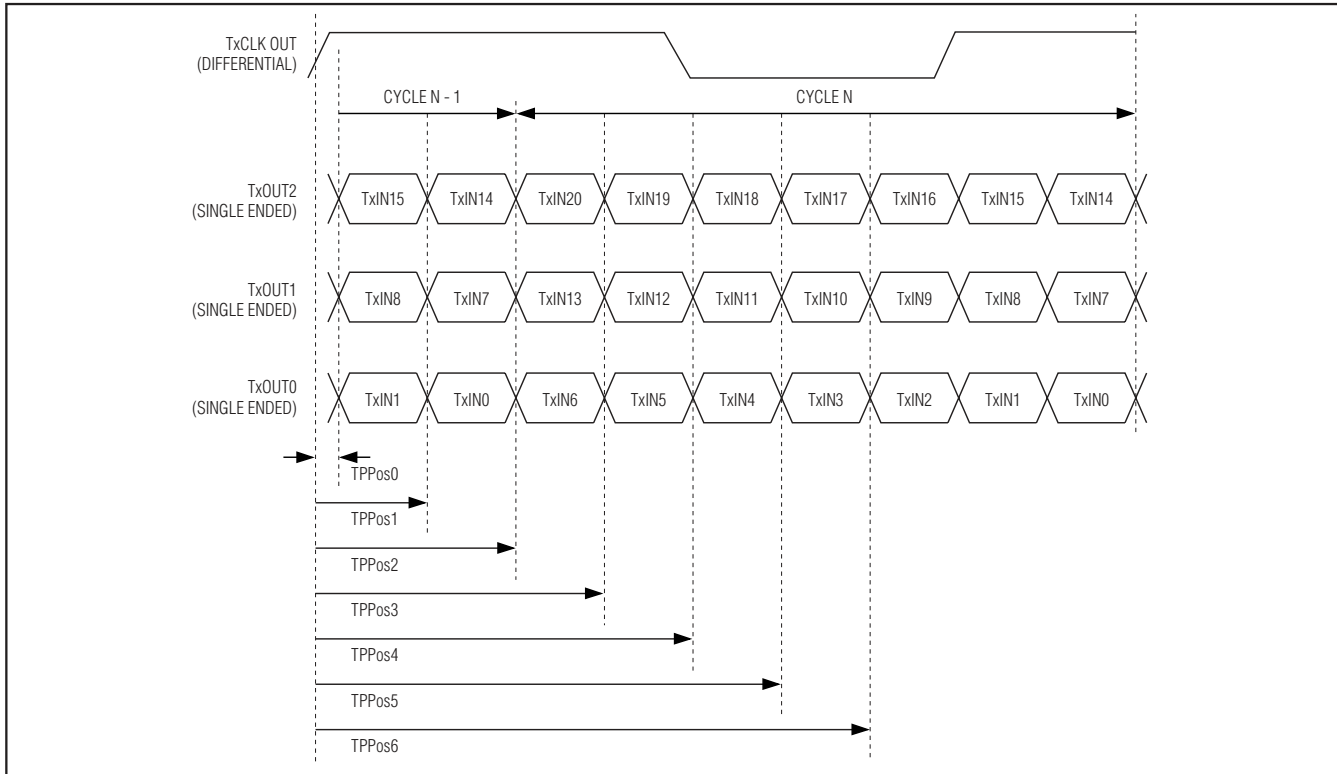 TxCLK OUT
(DIFFERENTIAL)
CYCLE N - 1 CYCLE N
TxOUT2
(SINGLE ENDED)
TxIN15 TxIN14 TxIN20 TxIN19 TxIN18 TxIN17 TxIN16 TxIN15 TxIN14
TxOUT1
(SINGLE ENDED)
TxIN8 TxIN7 TxIN13 TxIN12 TxIN11 TxIN10 TxIN9 TxIN8 TxIN7
TxOUT0
(SINGLE ENDED)
TxIN1 TxIN0 TxIN6 TxIN5 TxIN4 TxIN3 TxIN2 TxIN1 TxIN0
TPPos0
TPPos1
TPPos2
TPPos3
TPPos4
TPPos5
TPPos6